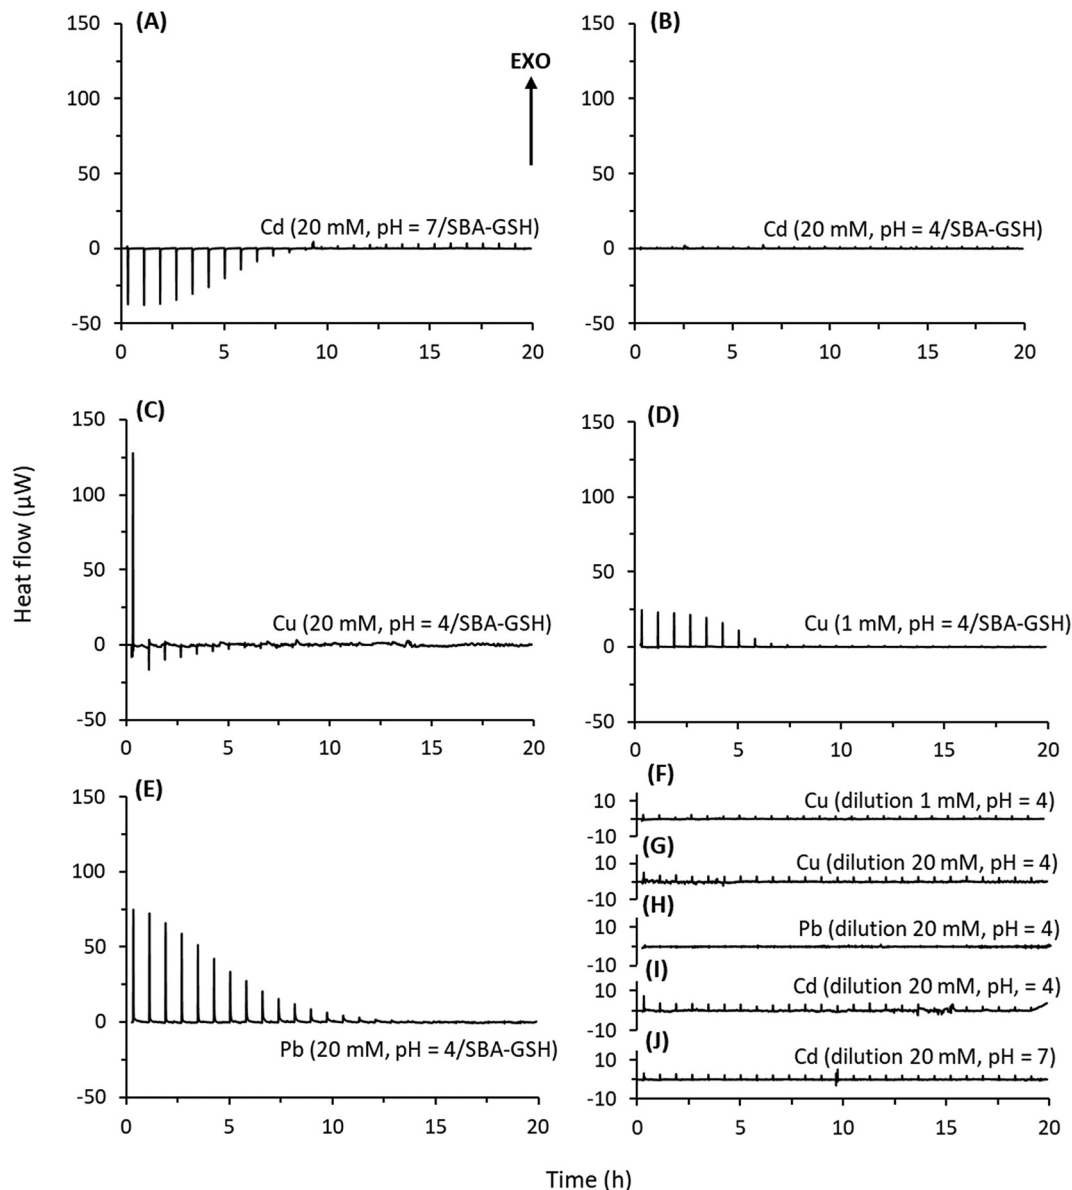 (A)
150
100
50
0
-50
EXO
Cd (20 mM, pH = 7/SBA-GSH)
0 5 10 15 20
(B)
150
100
50
0
-50
Cd (20 mM, pH = 4/SBA-GSH)
0 5 10 15 20
Heat flow (μW)
(C)
150
100
50
0
-50
Cu (20 mM, pH = 4/SBA-GSH)
0 5 10 15 20
(D)
150
100
50
0
-50
Cu (1 mM, pH = 4/SBA-GSH)
0 5 10 15 20
(E)
150
100
50
0
-50
Pb (20 mM, pH = 4/SBA-GSH)
0 5 10 15 20
(F)
10
-10
Cu (dilution 1 mM, pH = 4)
(G)
10
-10
Cu (dilution 20 mM, pH = 4)
(H)
10
-10
Pb (dilution 20 mM, pH = 4)
(I)
10
-10
Cd (dilution 20 mM, pH, = 4)
(J)
10
-10
Cd (dilution 20 mM, pH = 7)
0 5 10 15 20
Time (h)